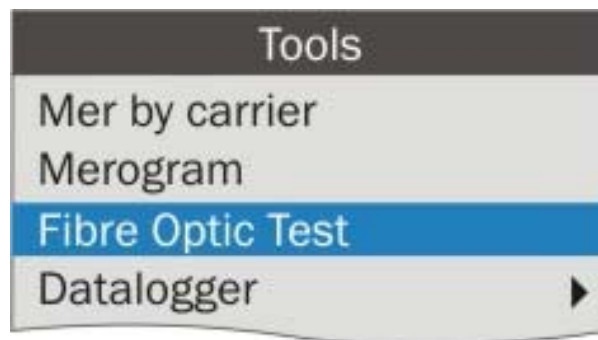 Tools
Mer by carrier
Merogram
Fibre Optic Test
Datalogger